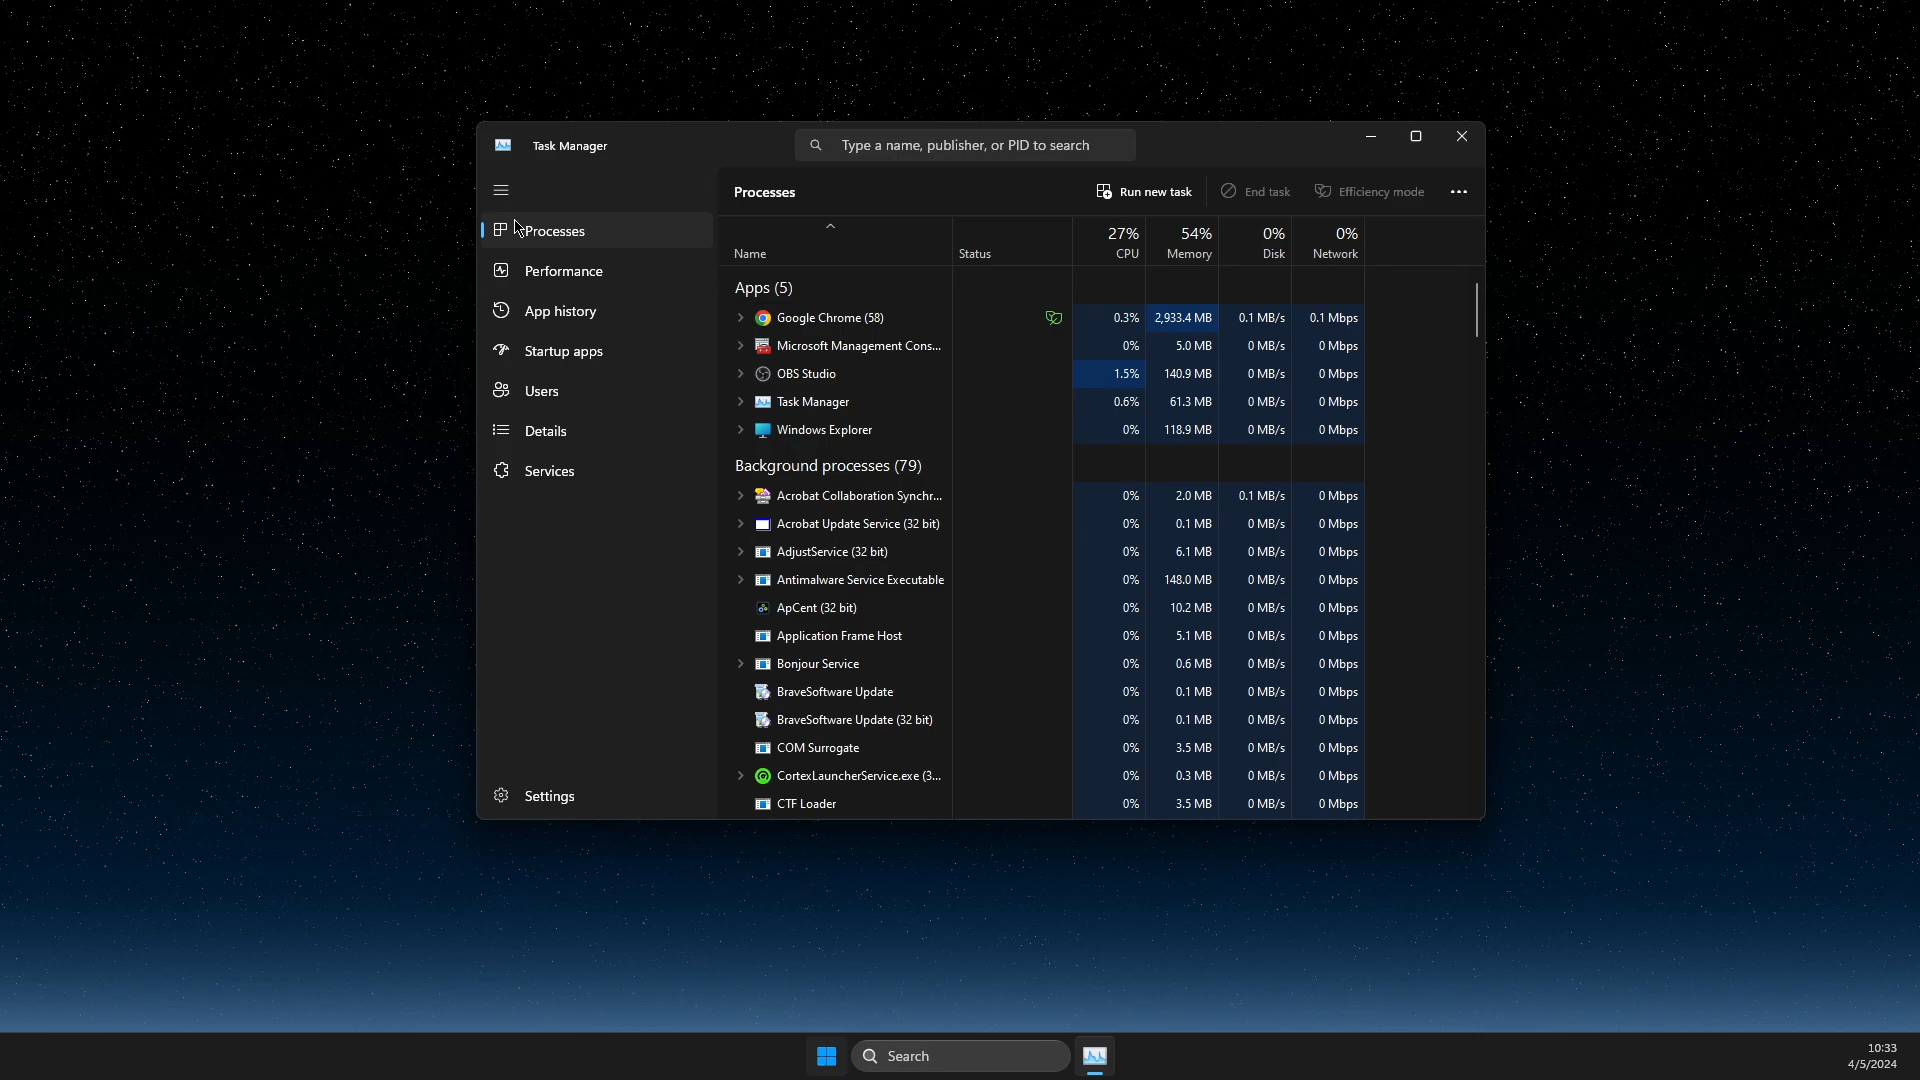 Task Manager
Type a name, publisher, or PID to search
Processes
Run new task
End task
Efficiency mode
Processes
Performance
App history
Startup apps
Users
Details
Services
Settings
27% 54% 0% 0%
Name Status CPU Memory Disk Network
Apps (5)
Google Chrome (58) 0.3% 2,933.4 MB 0.1 MB/s 0.1 Mbps
Microsoft Management Cons... 0% 5.0 MB 0 MB/s 0 Mbps
OBS Studio 1.5% 140.9 MB 0 MB/s 0 Mbps
Task Manager 0.6% 61.3 MB 0 MB/s 0 Mbps
Windows Explorer 0% 118.9 MB 0 MB/s 0 Mbps
Background processes (79)
Acrobat Collaboration Synchr... 0% 2.0 MB 0.1 MB/s 0 Mbps
Acrobat Update Service (32 bit) 0% 0.1 MB 0 MB/s 0 Mbps
AdjustService (32 bit) 0% 6.1 MB 0 MB/s 0 Mbps
Antimalware Service Executable 0% 148.0 MB 0 MB/s 0 Mbps
ApCent (32 bit) 0% 10.2 MB 0 MB/s 0 Mbps
Application Frame Host 0% 5.1 MB 0 MB/s 0 Mbps
Bonjour Service 0% 0.6 MB 0 MB/s 0 Mbps
BraveSoftware Update 0% 0.1 MB 0 MB/s 0 Mbps
BraveSoftware Update (32 bit) 0% 0.1 MB 0 MB/s 0 Mbps
COM Surrogate 0% 3.5 MB 0 MB/s 0 Mbps
CortexLauncherService.exe (3... 0% 0.3 MB 0 MB/s 0 Mbps
CTF Loader 0% 3.5 MB 0 MB/s 0 Mbps
Search
10:33
4/5/2024